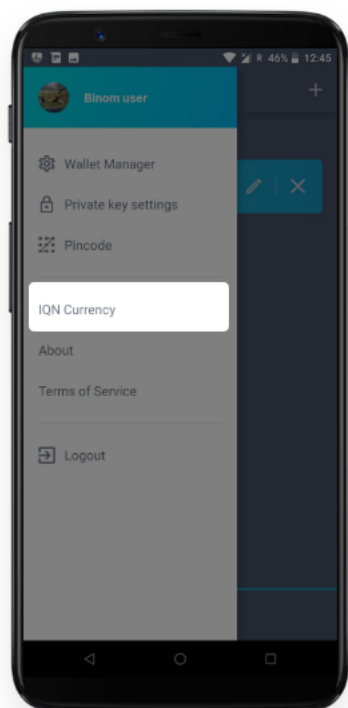 R 46% 12:45
Binom user
Wallet Manager
Private key settings
Pincode
IQN Currency
About
Terms of Service
Logout